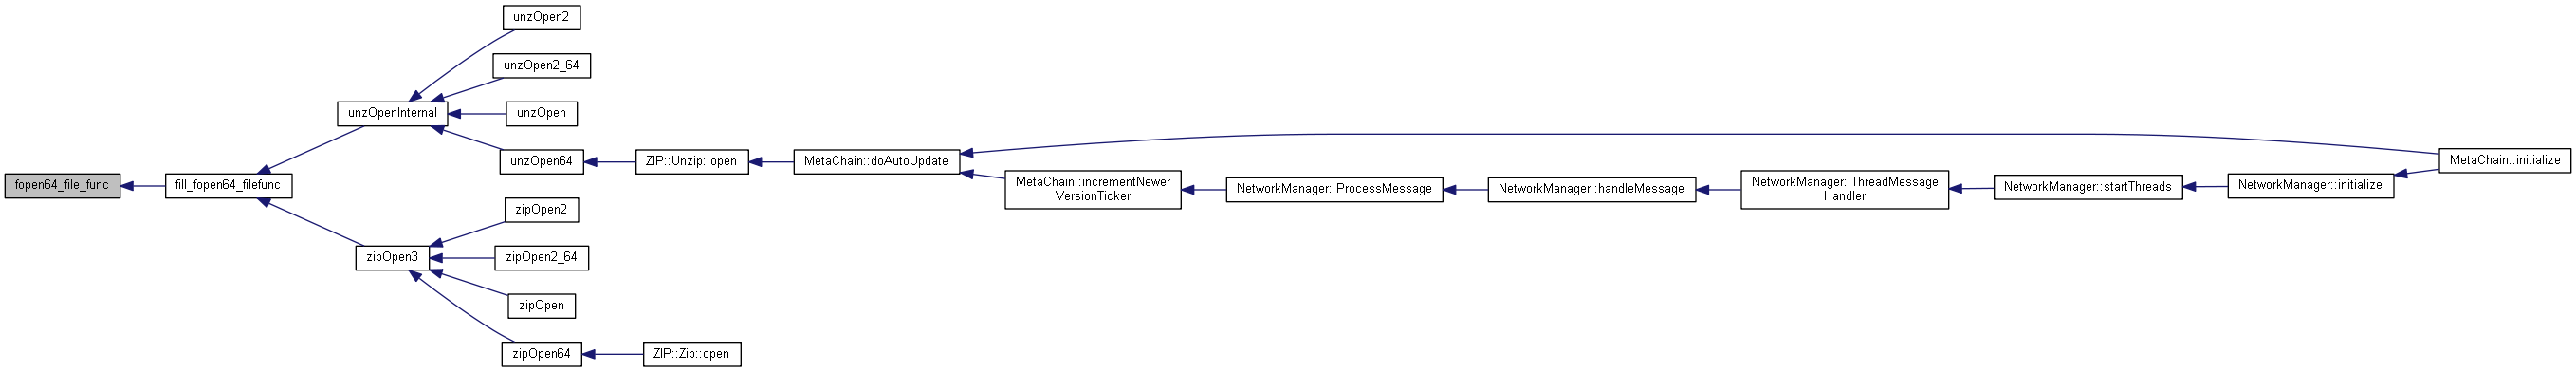 unzOpen2
unzOpen2_64
unzOpenInternal
unzOpen
unzOpen64
ZIP::Unzip::open
MetaChain::doAutoUpdate
MetaChain::initialize
fopen64_file_func
fill_fopen64_filefunc
MetaChain::incrementNewer
VersionTicker
NetworkManager::ProcessMessage
NetworkManager::handleMessage
NetworkManager::ThreadMessage
Handler
NetworkManager::startThreads
NetworkManager::initialize
zipOpen2
zipOpen3
zipOpen2_64
zipOpen
zipOpen64
ZIP::Zip::open